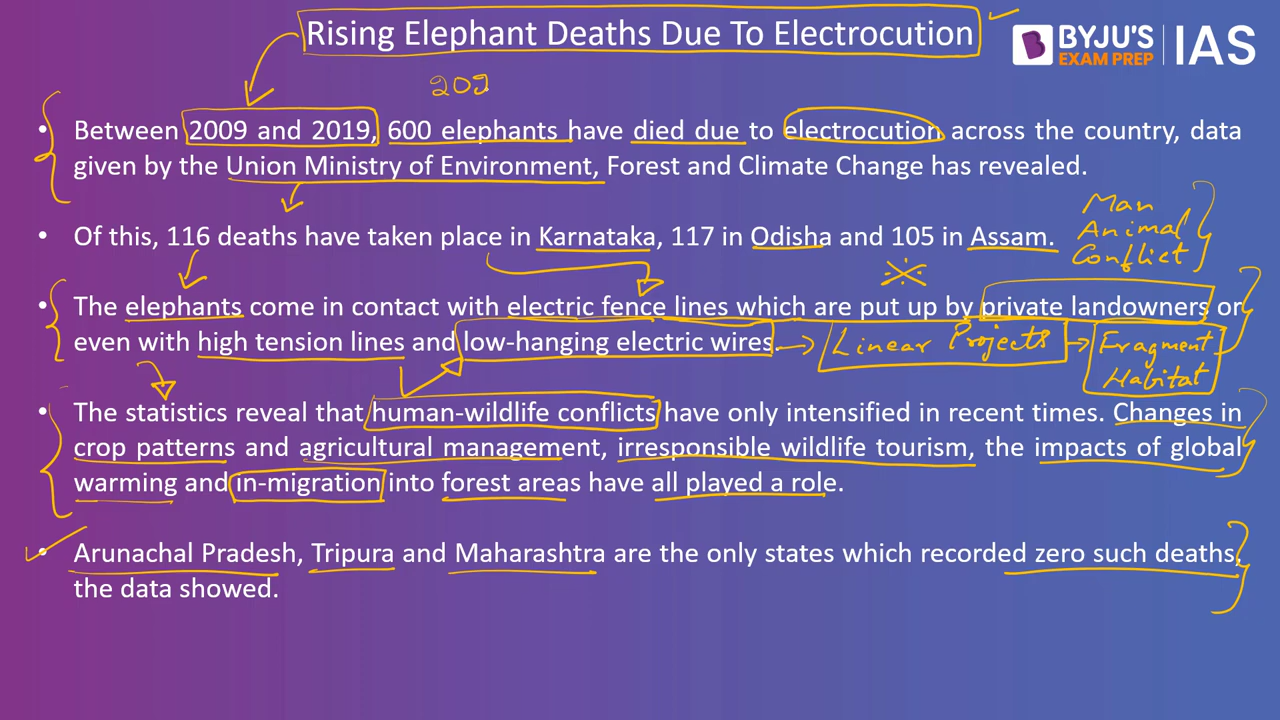 Rising Elephant Deaths Due To Electrocution
BYJU'S
EXAM PREP
IAS
209
• Between 2009 and 2019, 600 elephants have died due to electrocution across the country, data
given by the Union Ministry of Environment, Forest and Climate Change has revealed.
• Of this, 116 deaths have taken place in Karnataka, 117 in Odisha and 105 in Assam.
Man
Animal
Conflict
• The elephants come in contact with electric fence lines which are put up by private landowners or
even with high tension lines and low-hanging electric wires.
Linear Projects
Fragment
Habitat
• The statistics reveal that human-wildlife conflicts have only intensified in recent times. Changes in
crop patterns and agricultural management, irresponsible wildlife tourism, the impacts of global
warming and in-migration into forest areas have all played a role.
• Arunachal Pradesh, Tripura and Maharashtra are the only states which recorded zero such deaths,
the data showed.